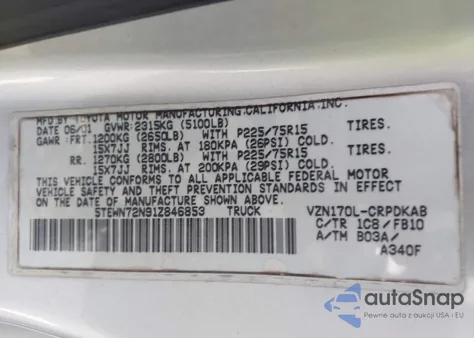 MFD. BY: TOYOTA MOTOR MANUFACTURING, CALIFORNIA, INC.
DATE 06/01 GVWR: 2315KG (5100LB)
GAWR: FRT. 1200KG (2650LB) WITH P225/75R15 TIRES.
15X7JJ RIMS, AT 180KPA (26PSI) COLD.
RR. 1270KG (2800LB) WITH P225/75R15 TIRES.
15X7JJ RIMS, AT 200KPA (29PSI) COLD.
THIS VEHICLE CONFORMS TO ALL APPLICABLE FEDERAL MOTOR
VEHICLE SAFETY AND THEFT PREVENTION STANDARDS IN EFFECT
ON THE DATE OF MANUFACTURE SHOWN ABOVE.
5TEWN72N91Z846853 TRUCK VZN170L-CRPDKAB
C/TR 1C8/FB10
A/TM B03A/
A340F
autoSnap
Pewne auta z aukcji USA i EU